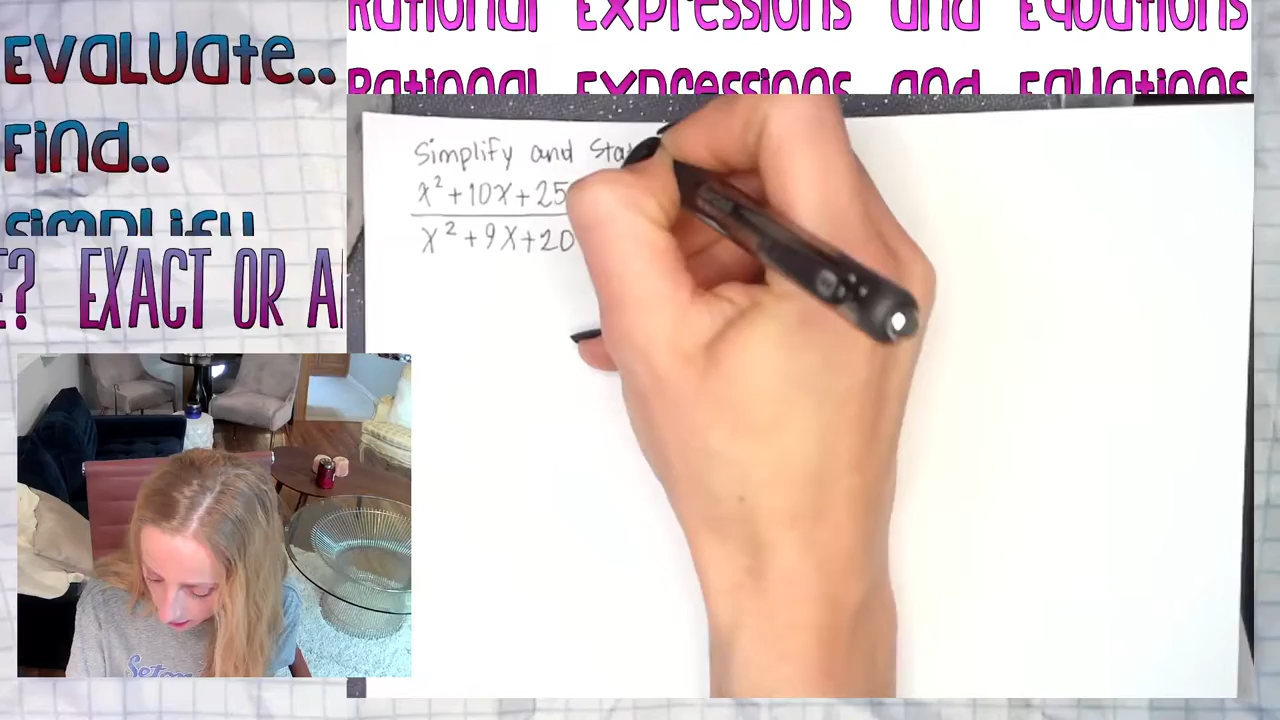 Rational Expressions and Equations
Rational Expressions and Equations
Evaluate..
Find..
Simplify
E? EXACT OR A
Simplify and Sta
x² + 10x + 25
x² + 9x + 20